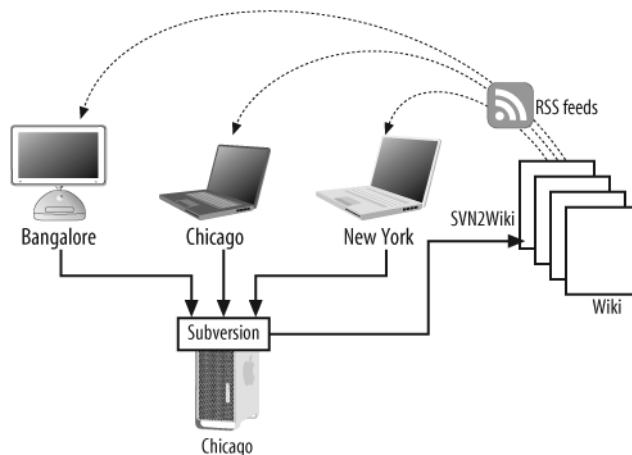 RSS feeds
SVN2Wiki
Bangalore
Chicago
New York
Wiki
Subversion
Chicago